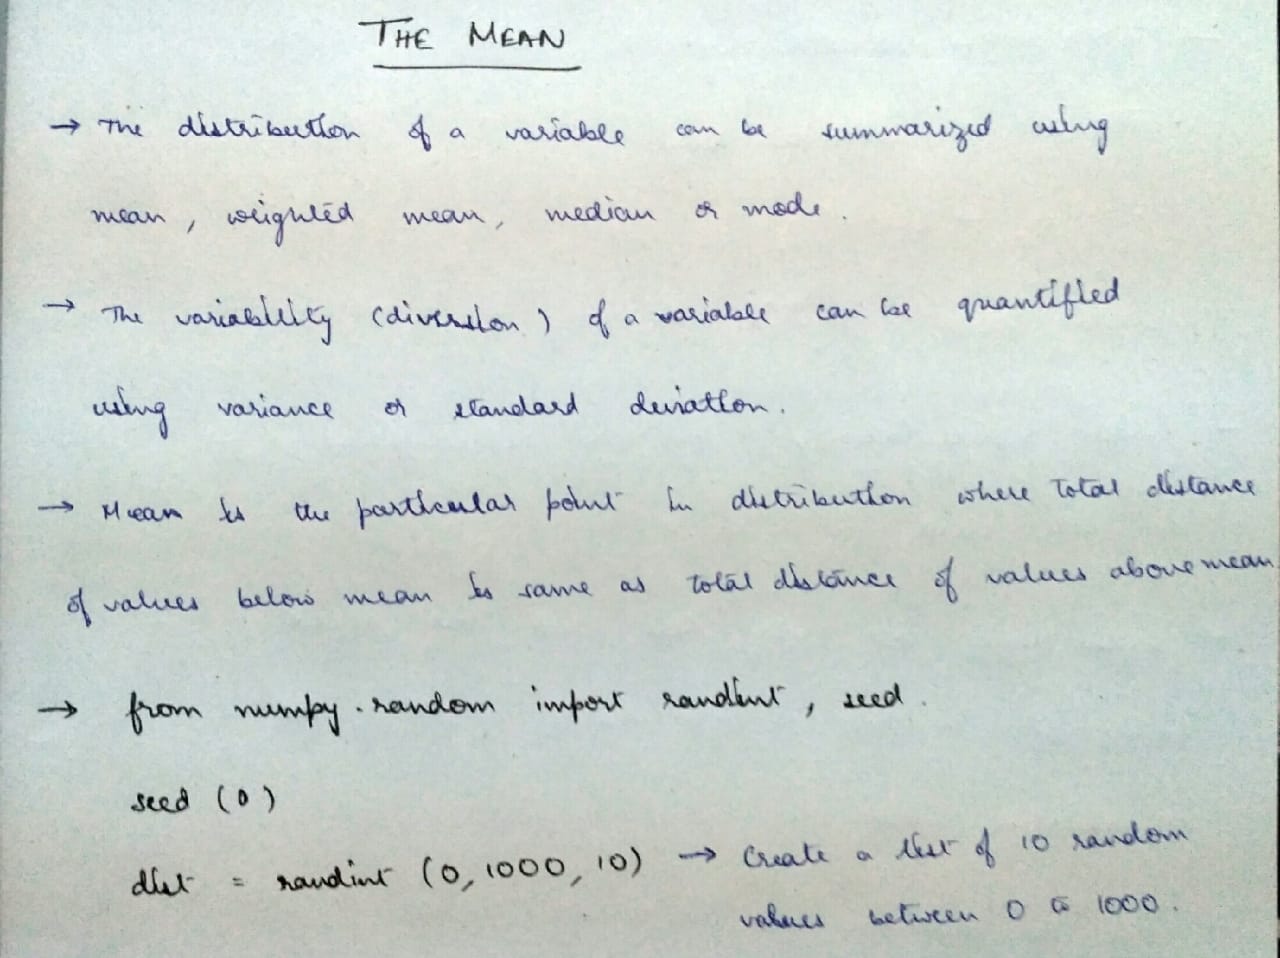 THE MEAN
→ The distribution of a variable can be summarized using
mean, weighted mean, median or mode.
→ The variability (diversion) of a variable can be quantified
using variance or standard deviation.
→ Mean is the particular point in distribution where total distance
of values below mean is same as total distance of values above mean
→ from numpy.random import randint, seed.
seed (0)
dist = randint (0, 1000, 10) → Create a list of 10 random
values between 0 to 1000.